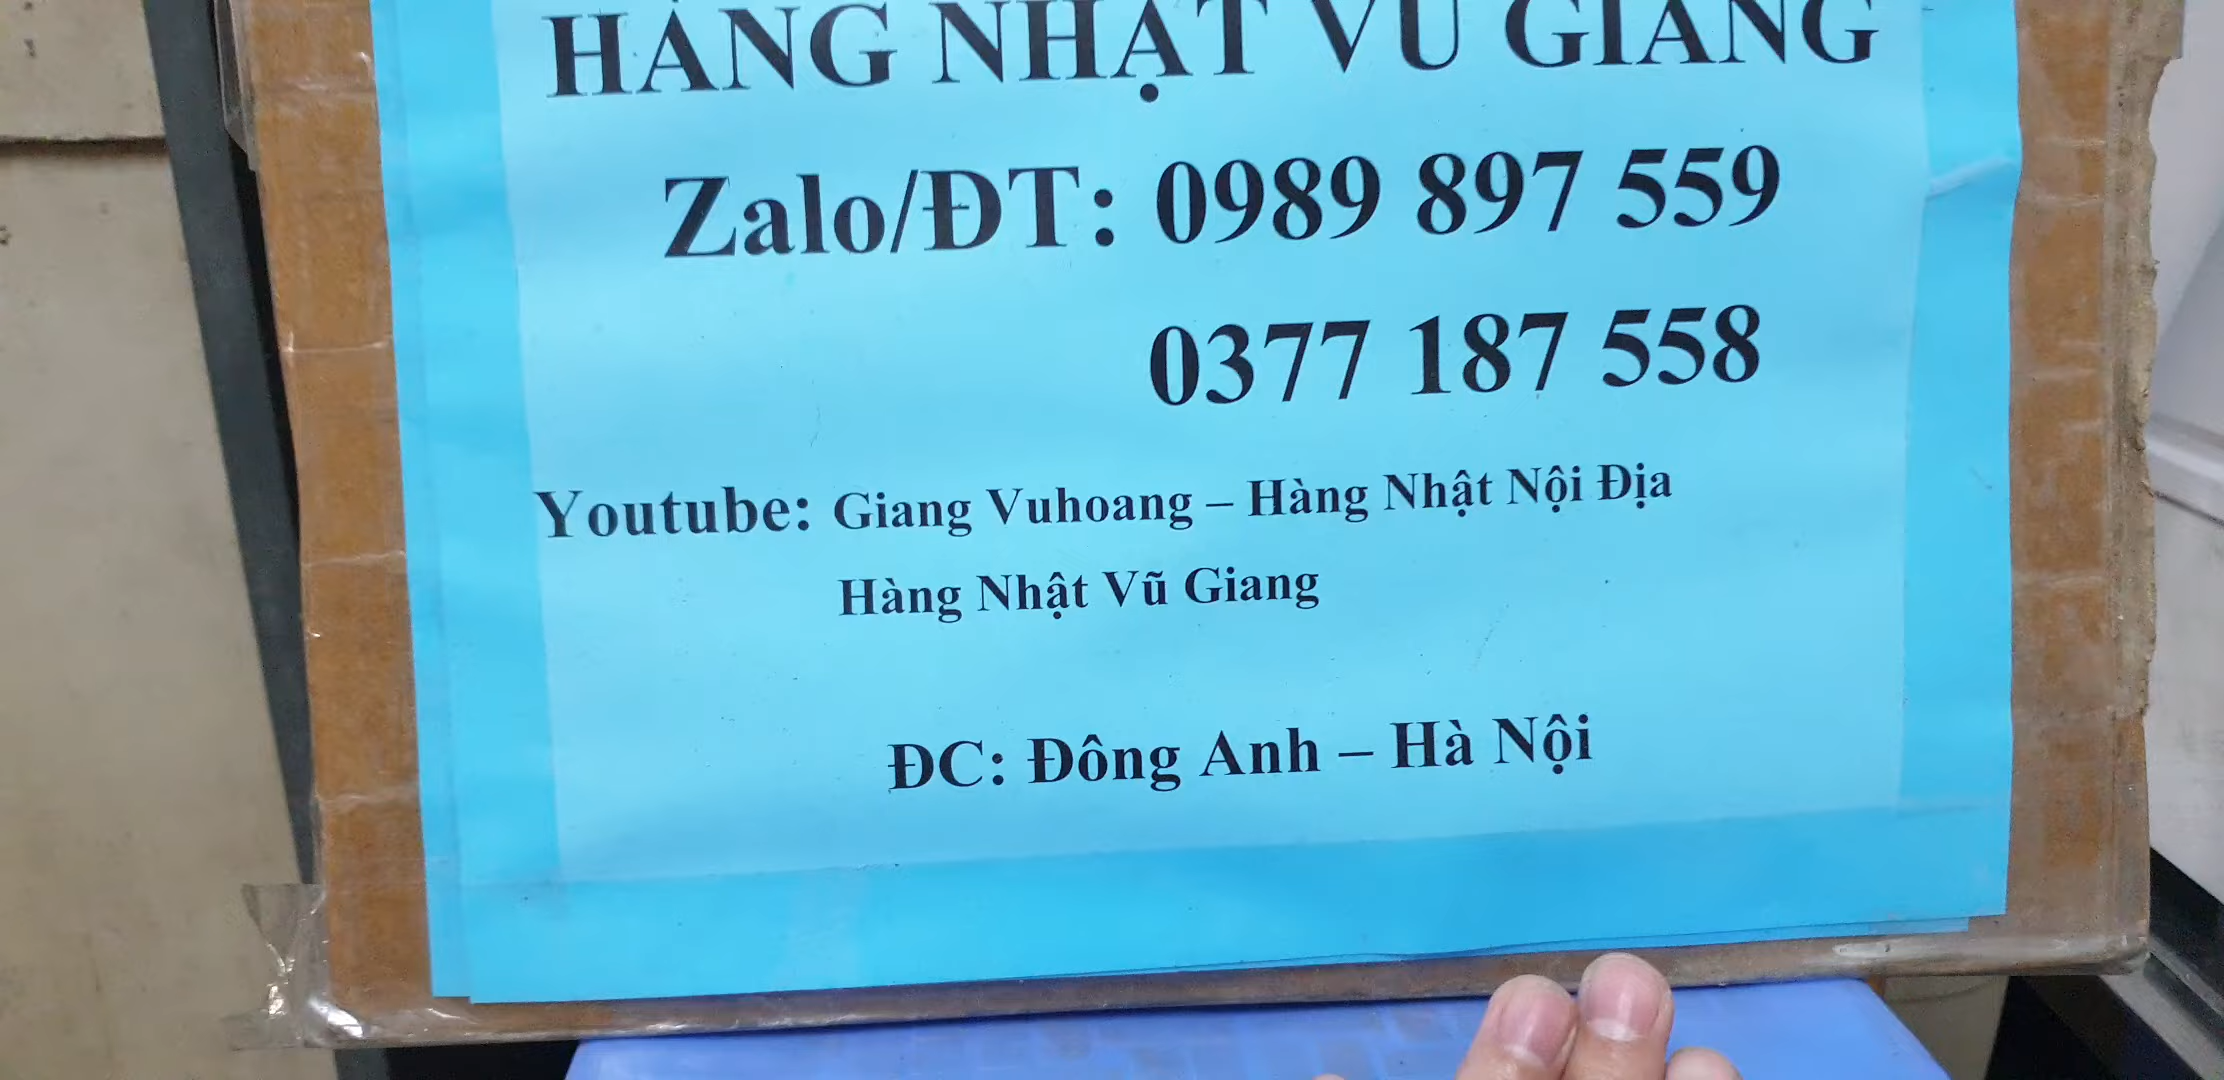 HÀNG NHẬT VŨ GIANG
Zalo/ĐT: 0989 897 559
0377 187 558
Youtube: Giang Vuhoang – Hàng Nhật Nội Địa
Hàng Nhật Vũ Giang
ĐC: Đông Anh – Hà Nội